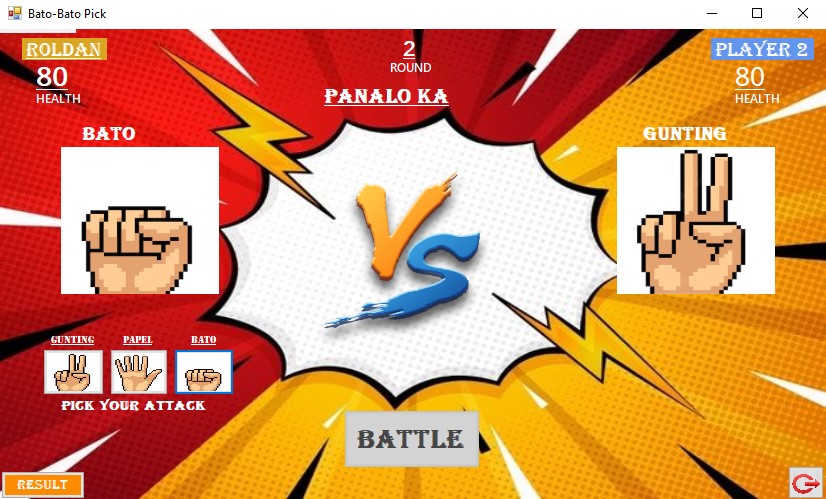 Bato-Bato Pick
ROLDAN
2
PLAYER 2
80
ROUND
80
HEALTH
HEALTH
PANALO KA
BATO
GUNTING
VS
GUNTING PAPEL BATO
PICK YOUR ATTACK
BATTLE
RESULT